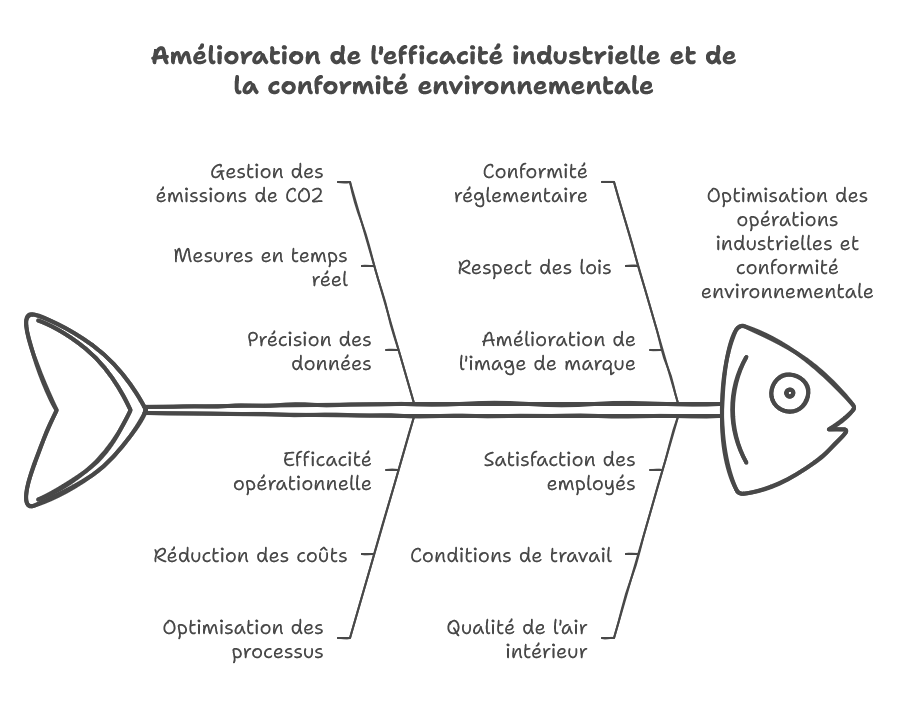 Amélioration de l'efficacité industrielle et de
la conformité environnementale
Gestion des
émissions de CO2
Mesures en temps
réel
Précision des
données
Conformité
réglementaire
Respect des lois
Amélioration de
l'image de marque
Optimisation des
opérations
industrielles et
conformité
environnementale
Efficacité
opérationnelle
Réduction des coûts
Optimisation des
processus
Satisfaction des
employés
Conditions de travail
Qualité de l'air
intérieur